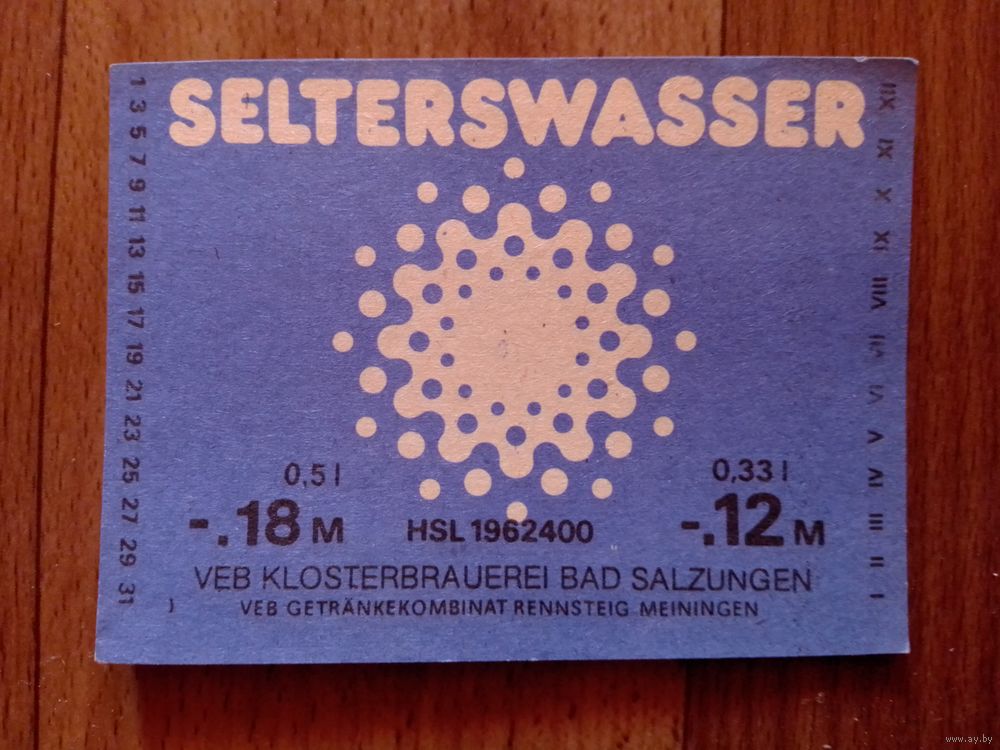 SELTERSWASSER
1 3 5 7 9 11 13 15 17 19 21 23 25 27 29 31
XII XI X XI VIII VII VI V IV III II I
0,5 l
0,33 l
-.18 M
HSL 1962400
-.12 M
VEB KLOSTERBRAUEREI BAD SALZUNGEN
VEB GETRÄNKEKOMBINAT RENNSTEIG MEININGEN
www.ay.by